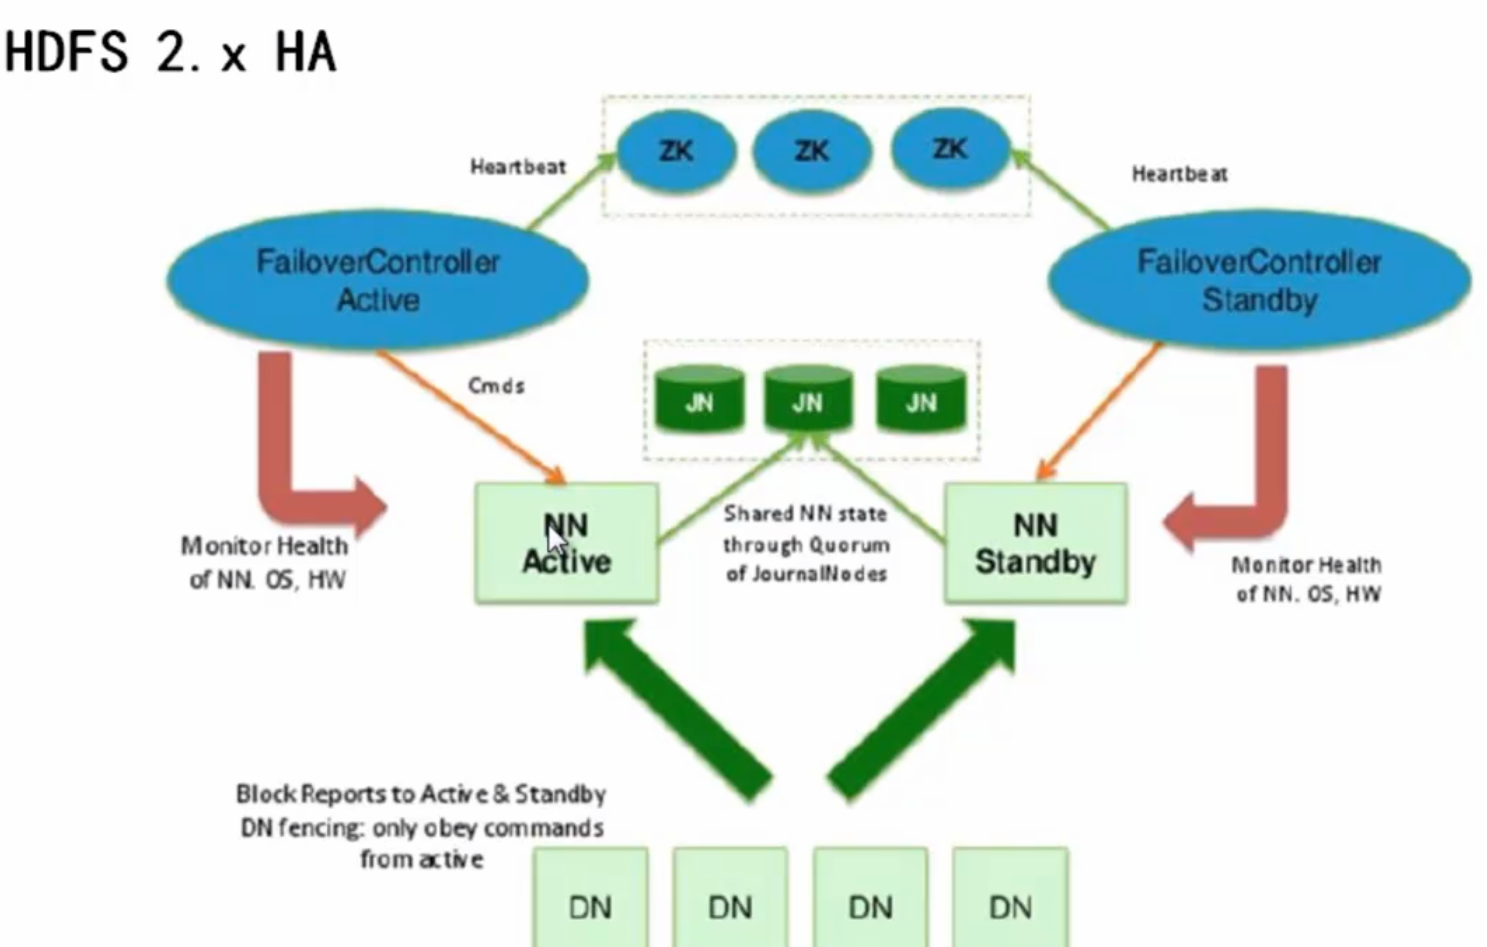 HDFS 2.x HA
ZK
ZK
ZK
Heartbeat
Heartbeat
FailoverController
Active
FailoverController
Standby
Cmds
JN
JN
JN
NN
Active
Shared NN state
through Quorum
of JournalNodes
NN
Standby
Monitor Health
of NN. OS, HW
Monitor Health
of NN. OS, HW
Block Reports to Active & Standby
DN fencing: only obey commands
from active
DN
DN
DN
DN